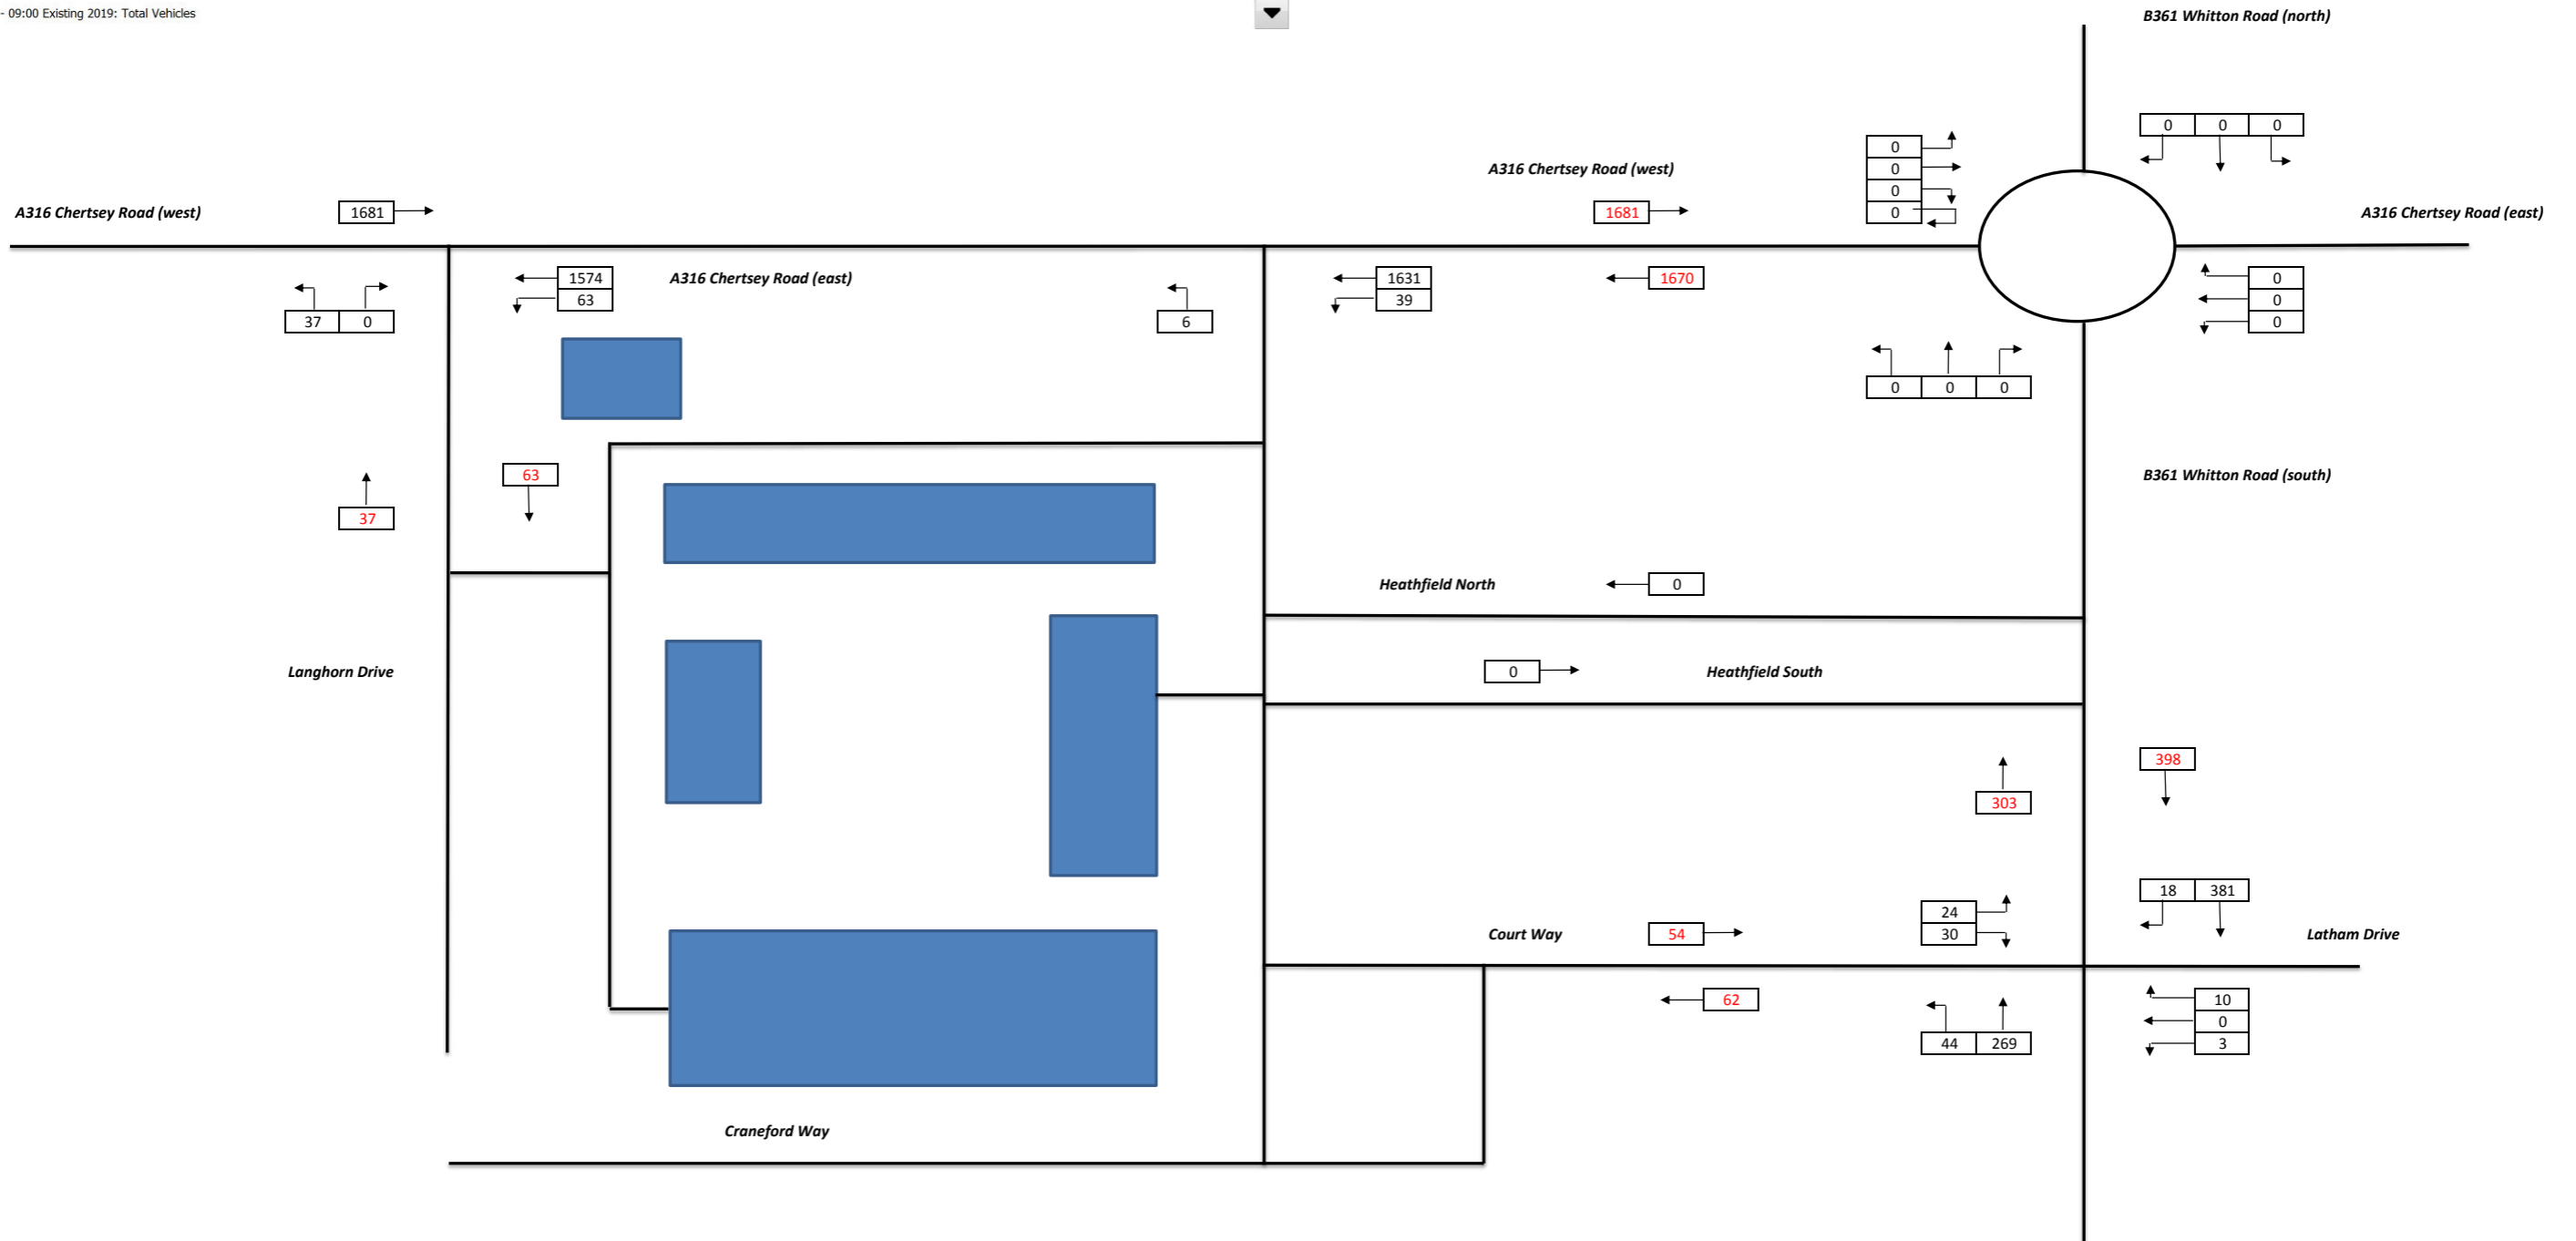 - 09:00 Existing 2019: Total Vehicles
B361 Whitton Road (north)
0 0 0
0
0
0
0
A316 Chertsey Road (west)
A316 Chertsey Road (west)
1681
1681
A316 Chertsey Road (east)
1574
63
A316 Chertsey Road (east)
1631
39
1670
0
0
0
37 0
6
0 0 0
63
37
B361 Whitton Road (south)
Heathfield North
0
Langhorn Drive
0
Heathfield South
398
303
18 381
24
30
Court Way
54
Latham Drive
62
10
0
3
44 269
Craneford Way